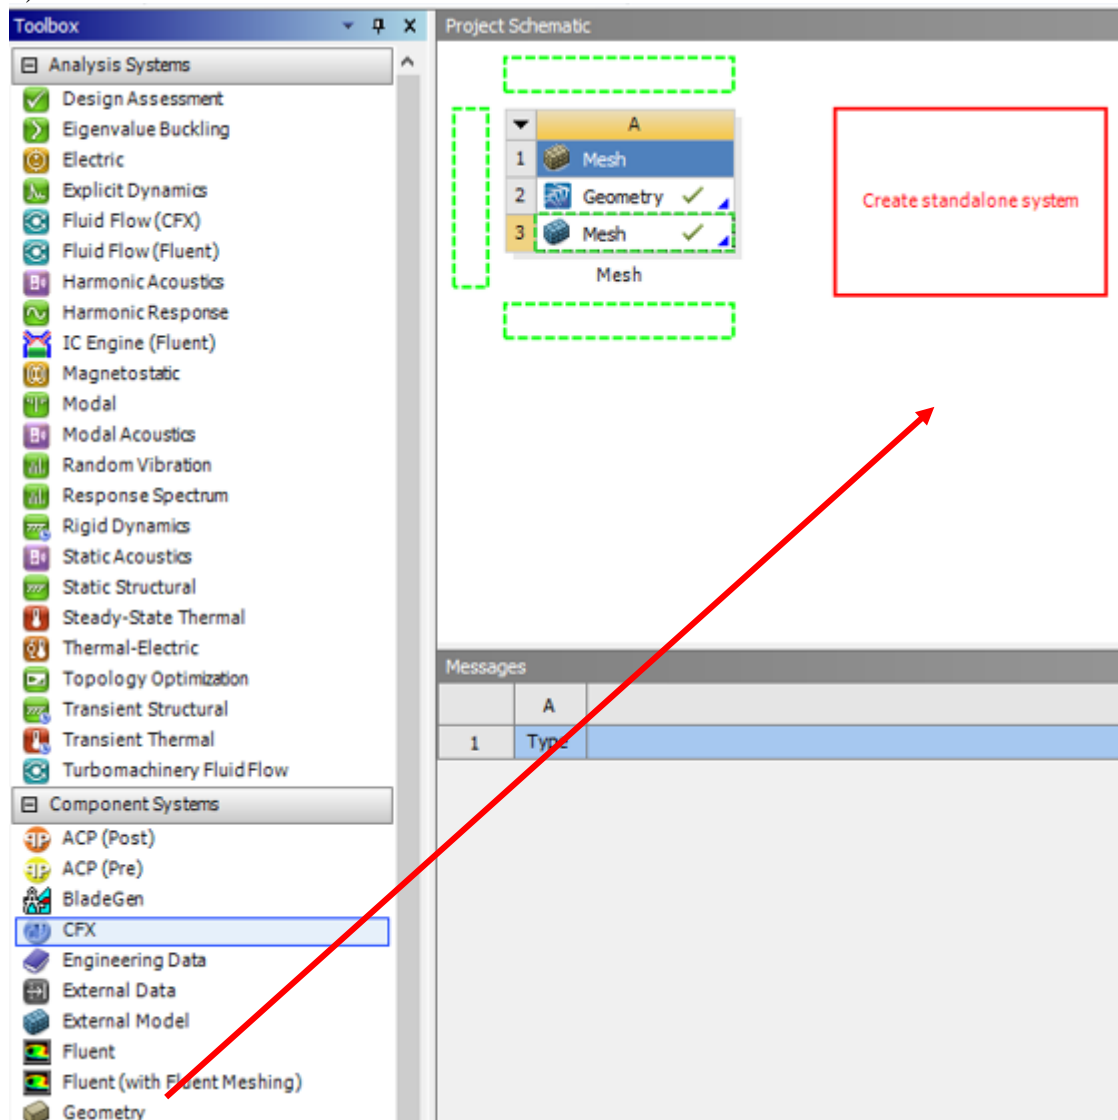 Toolbox
Analysis Systems
Design Assessment
Eigenvalue Buckling
Electric
Explicit Dynamics
Fluid Flow (CFX)
Fluid Flow (Fluent)
Harmonic Acoustics
Harmonic Response
IC Engine (Fluent)
Magnetostatic
Modal
Modal Acoustics
Random Vibration
Response Spectrum
Rigid Dynamics
Static Acoustics
Static Structural
Steady-State Thermal
Thermal-Electric
Topology Optimization
Transient Structural
Transient Thermal
Turbomachinery Fluid Flow
Component Systems
ACP (Post)
ACP (Pre)
BladeGen
CFX
Engineering Data
External Data
External Model
Fluent
Fluent (with Fluent Meshing)
Geometry
Project Schematic
A
1 Mesh
2 Geometry
3 Mesh
Mesh
Create standalone system
Messages
A
1 Type